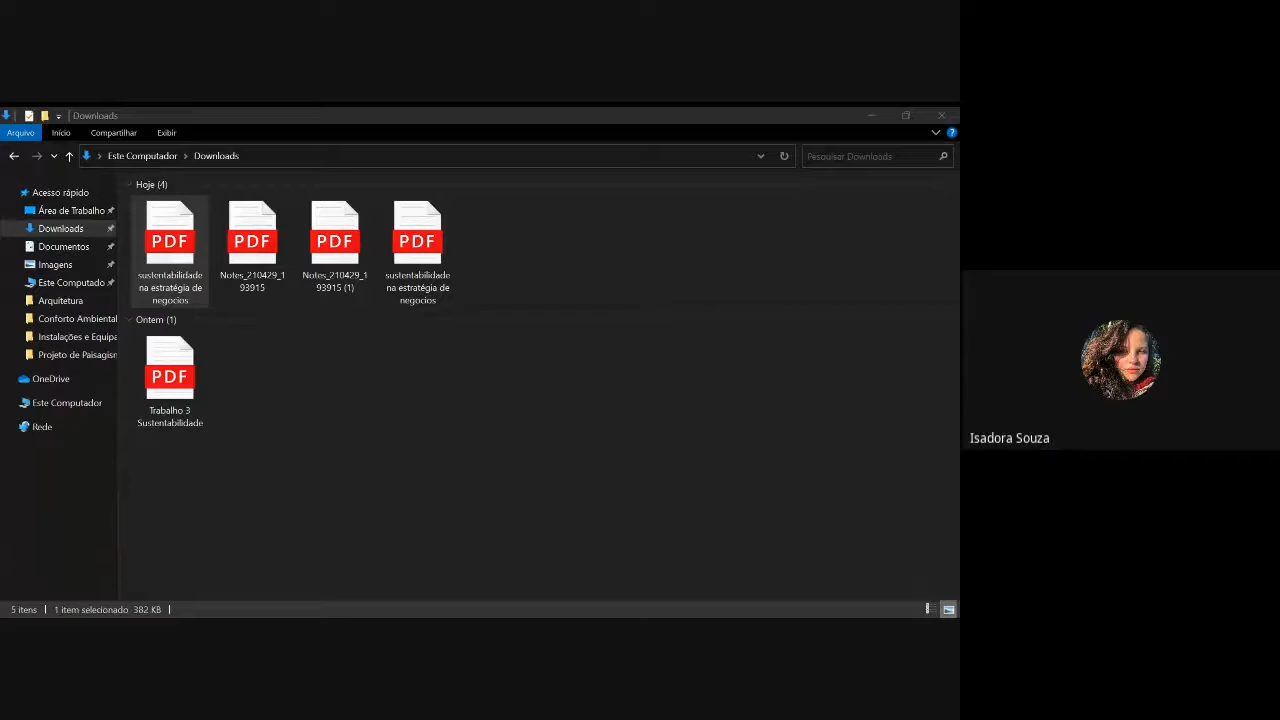 Downloads
Arquivo
Início
Compartilhar
Exibir
Este Computador
Downloads
Pesquisar Downloads
Acesso rápido
Área de Trabalho
Downloads
Documentos
Imagens
Este Computado
Arquitetura
Conforto Ambiental
Instalações e Equipa
Projeto de Paisagism
OneDrive
Este Computador
Rede
Hoje (4)
PDF
sustentabilidade
na estratégia de
negocios
PDF
Notes_210429_1
93915
PDF
Notes_210429_1
93915 (1)
PDF
sustentabilidade
na estratégia de
negocios
Ontem (1)
PDF
Trabalho 3
Sustentabilidade
5 itens
1 item selecionado 382 KB
Isadora Souza